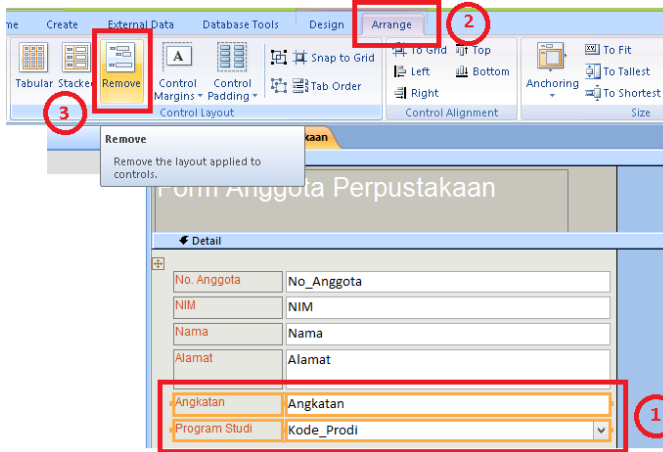 me Create External Data Database Tools Design Arrange 2
Snap to Grid To Grid Top To Fit
Tabular Stacked Remove Control Margins Control Padding Tab Order Left Bottom Anchoring To Tallest
Right To Shortest
3 Control Layout Control Alignment Size
Remove
Remove the layout applied to
controls.
kaan
Form Anggota Perpustakaan
Detail
No. Anggota No_Anggota
NIM NIM
Nama Nama
Alamat Alamat
Angkatan Angkatan
1
Program Studi Kode_Prodi